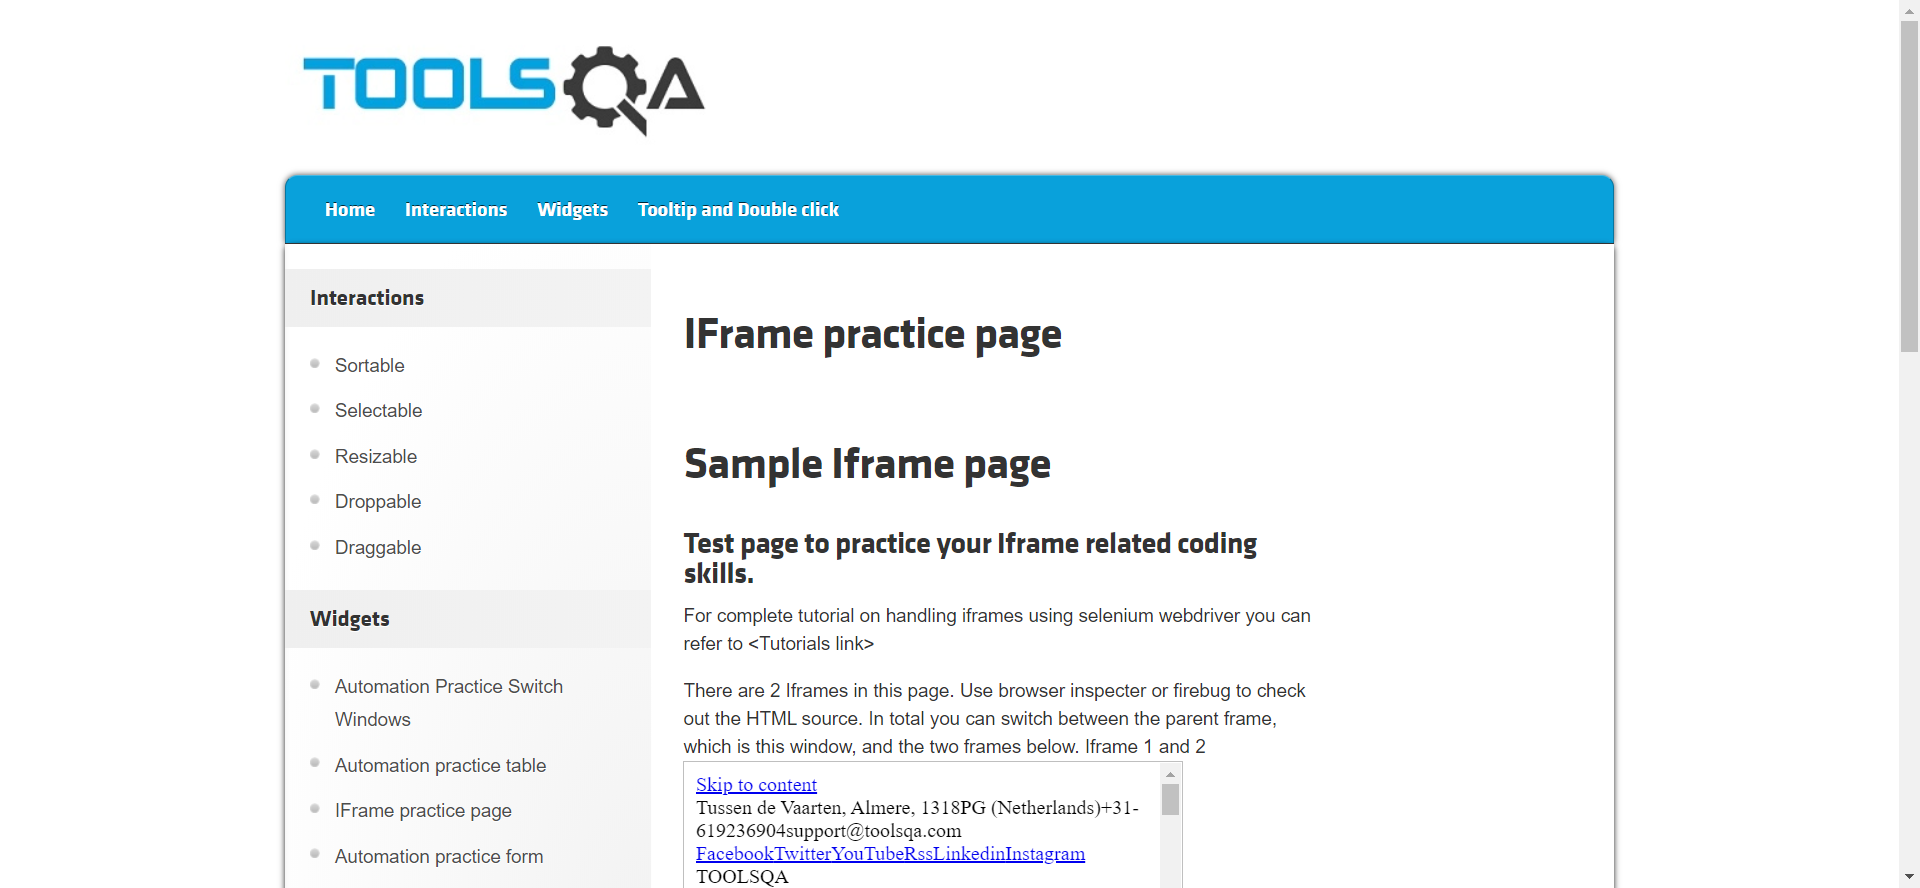 TOOLSQA
Home Interactions Widgets Tooltip and Double click
Interactions
Sortable
Selectable
Resizable
Droppable
Draggable
Widgets
Automation Practice Switch
Windows
Automation practice table
IFrame practice page
Automation practice form
IFrame practice page
Sample Iframe page
Test page to practice your Iframe related coding
skills.
For complete tutorial on handling iframes using selenium webdriver you can
refer to <Tutorials link>
There are 2 Iframes in this page. Use browser inspecter or firebug to check
out the HTML source. In total you can switch between the parent frame,
which is this window, and the two frames below. Iframe 1 and 2
Skip to content
Tussen de Vaarten, Almere, 1318PG (Netherlands)+31-
619236904support@toolsqa.com
FacebookTwitterYouTubeRssLinkedinInstagram
TOOLSQA